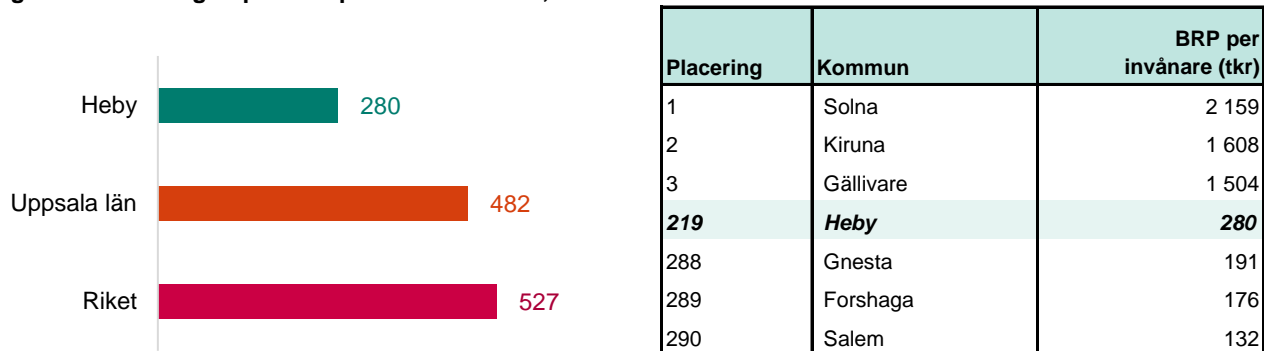 Heby 280
Uppsala län 482
Riket 527
Placering Kommun BRP per invånare (tkr)
1 Solna 2 159
2 Kiruna 1 608
3 Gällivare 1 504
219 Heby 280
288 Gnesta 191
289 Forshaga 176
290 Salem 132